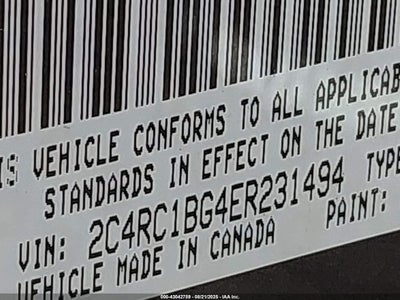 IS VEHICLE CONFORMS TO ALL APPLICAB
STANDARDS IN EFFECT ON THE DATE
VIN: 2C4RC1BG4ER231494 TYPE
VEHICLE MADE IN CANADA PAINT:
000-43042759 - 08/21/2025 - IAA Inc.